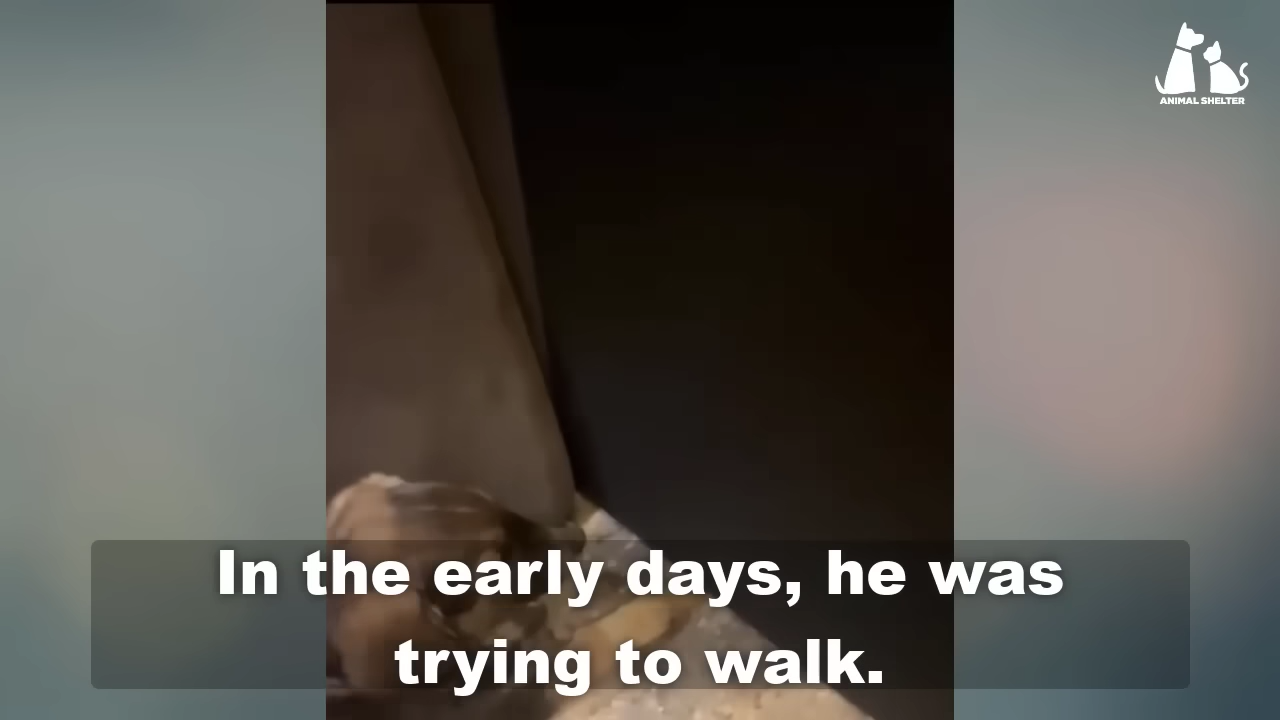 ANIMAL SHELTER
In the early days, he was
trying to walk.